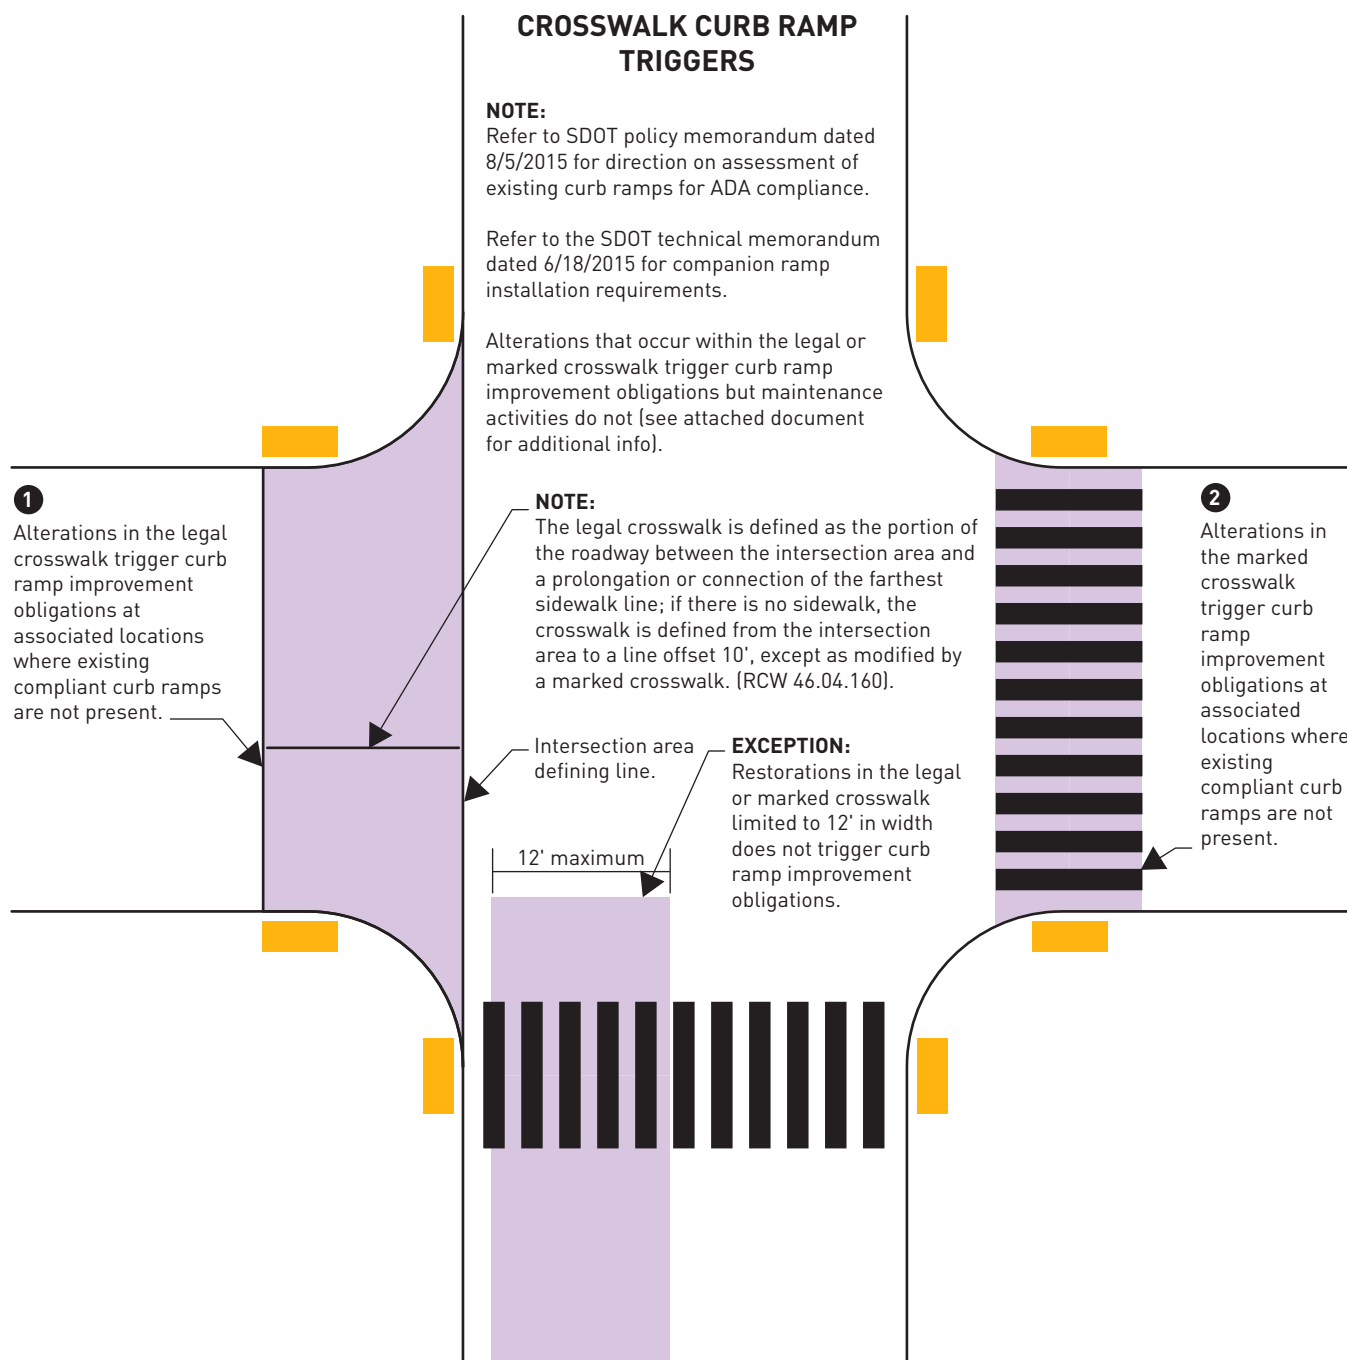 CROSSWALK CURB RAMP
TRIGGERS
NOTE:
Refer to SDOT policy memorandum dated
8/5/2015 for direction on assessment of
existing curb ramps for ADA compliance.
Refer to the SDOT technical memorandum
dated 6/18/2015 for companion ramp
installation requirements.
Alterations that occur within the legal or
marked crosswalk trigger curb ramp
improvement obligations but maintenance
activities do not (see attached document
for additional info).
1
Alterations in the legal
crosswalk trigger curb
ramp improvement
obligations at
associated locations
where existing
compliant curb ramps
are not present.
NOTE:
The legal crosswalk is defined as the portion of
the roadway between the intersection area and
a prolongation or connection of the farthest
sidewalk line; if there is no sidewalk, the
crosswalk is defined from the intersection
area to a line offset 10', except as modified by
a marked crosswalk. (RCW 46.04.160).
2
Alterations in
the marked
crosswalk
trigger curb
ramp
improvement
obligations at
associated
locations where
existing
compliant curb
ramps are not
present.
Intersection area
defining line.
EXCEPTION:
Restorations in the legal
or marked crosswalk
limited to 12' in width
does not trigger curb
ramp improvement
obligations.
12' maximum